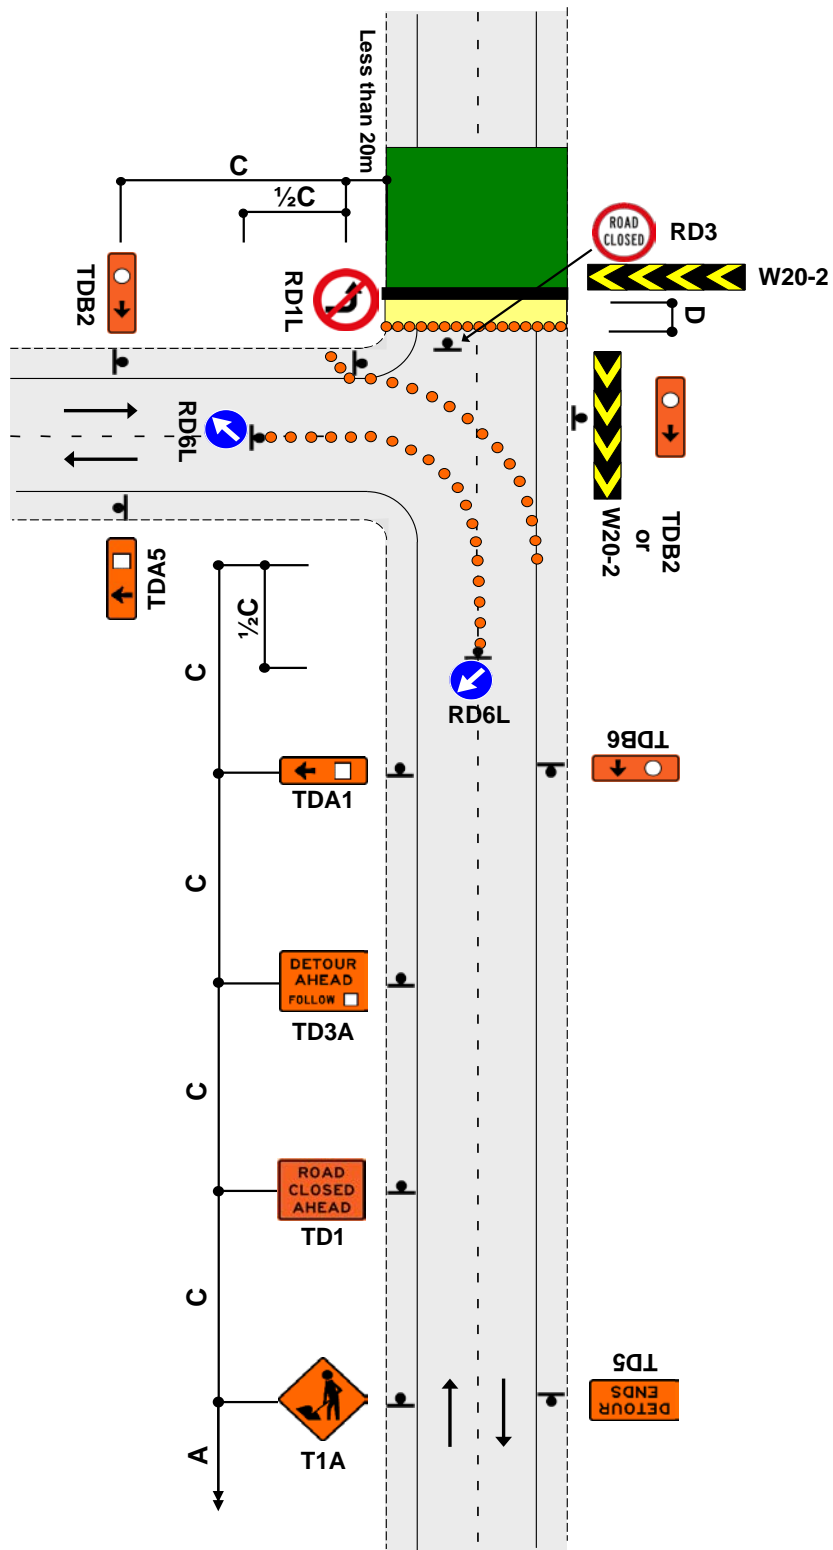 Less than 20m
C
½C
TDB2
RD1L
ROAD
CLOSED
RD3
W20-2
D
RD6L
TDB2
or
W20-2
TDA5
½C
C
RD6L
TDA1
TDB6
C
DETOUR
AHEAD
FOLLOW
TD3A
C
ROAD
CLOSED
AHEAD
TD1
C
TD5
DETOUR
ENDS
T1A
A